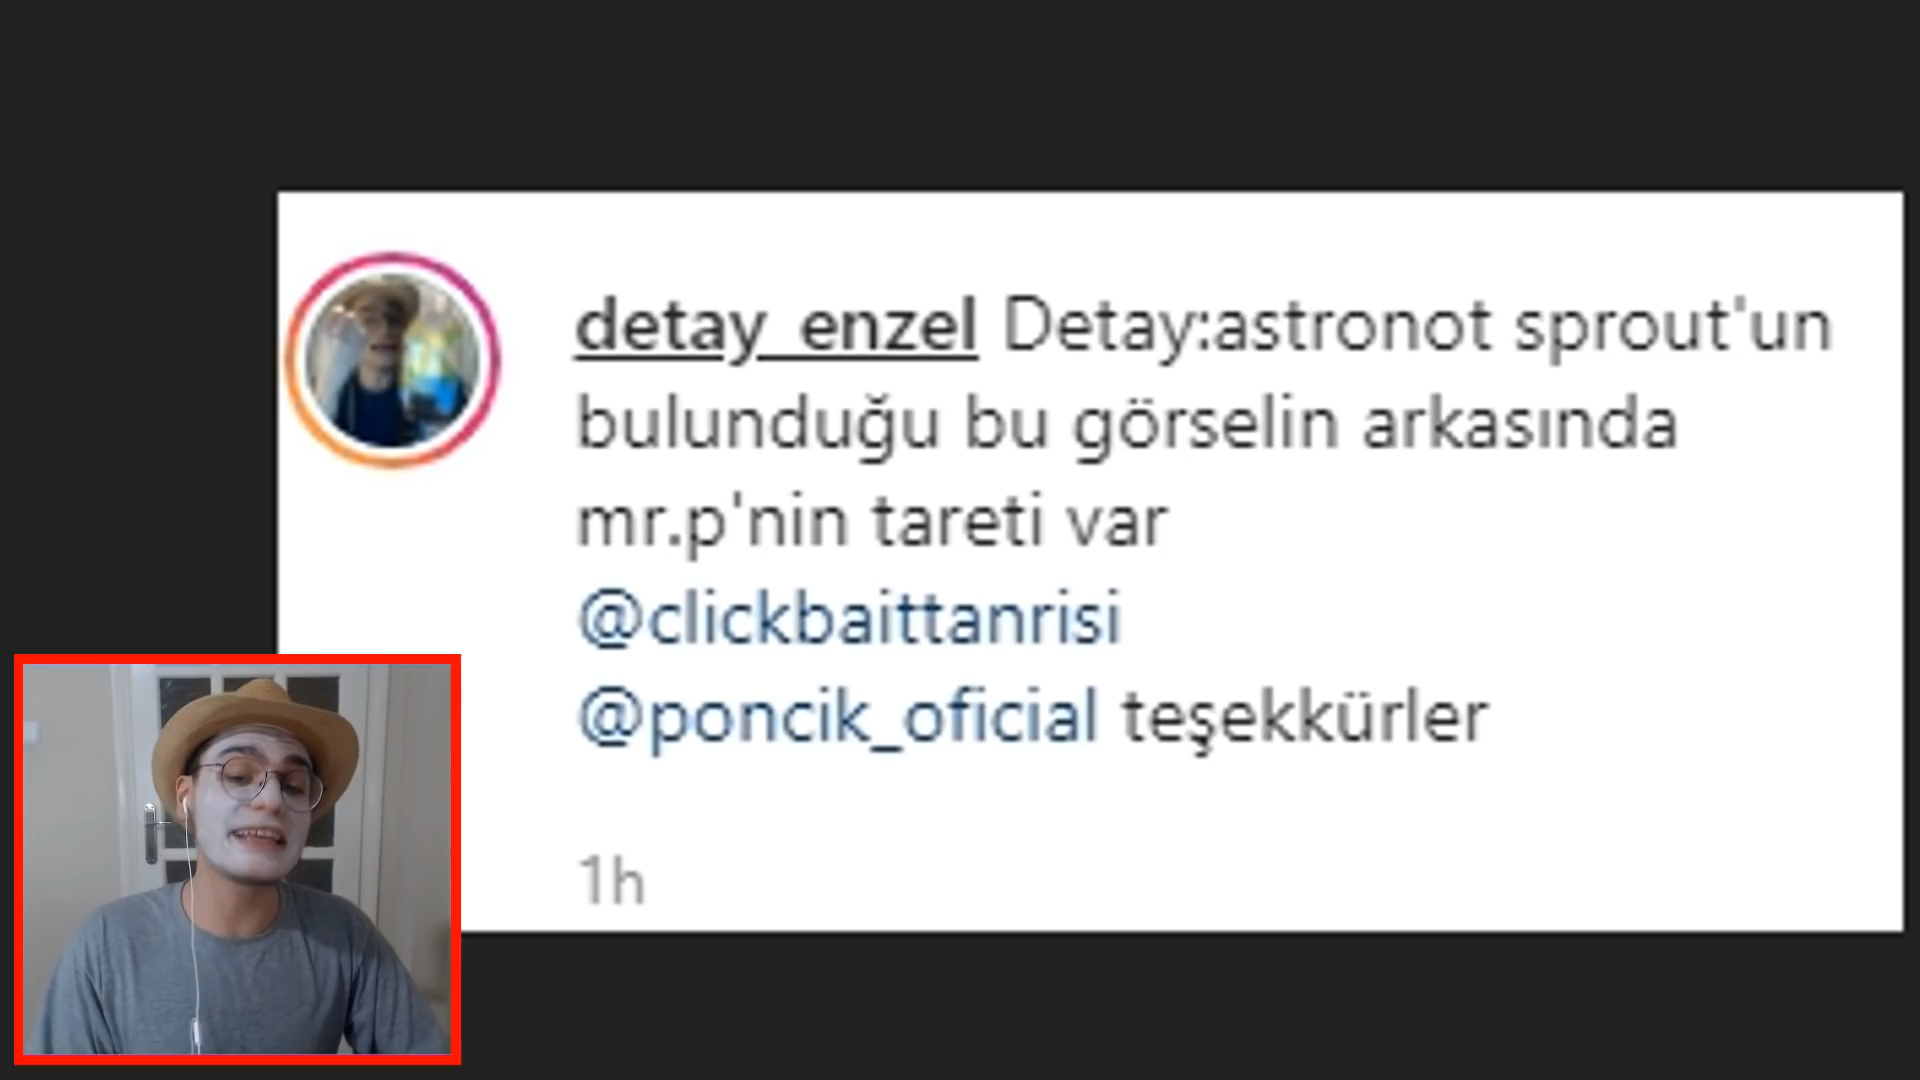 detay_enzel Detay:astronot sprout'un
bulunduğu bu görselin arkasında
mr.p'nin tareti var
@clickbaittanrisi
@poncik_oficial teşekkürler
1h